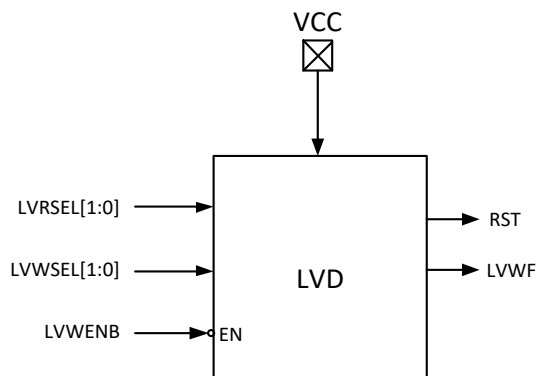 VCC
LVRSEL[1:0]
RST
LVWSEL[1:0]
LVD
LVWF
LVWENB
EN